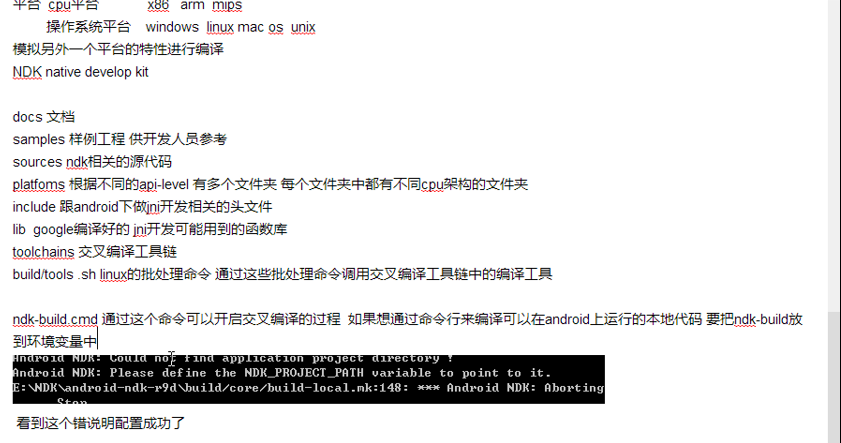 平台 cpu平台 x86 arm mips
操作系统平台 windows linux mac os unix
模拟另外一个平台的特性进行编译
NDK native develop kit
docs 文档
samples 样例工程 供开发人员参考
sources ndk相关的源代码
platfoms 根据不同的api-level 有多个文件夹 每个文件夹中都有不同cpu架构的文件夹
include 跟android下做jni开发相关的头文件
lib google编译好的 jni开发可能用到的函数库
toolchains 交叉编译工具链
build/tools .sh linux的批处理命令 通过这些批处理命令调用交叉编译工具链中的编译工具
ndk-build.cmd 通过这个命令可以开启交叉编译的过程 如果想通过命令行来编译可以在android上运行的本地代码 要把ndk-build放
到环境变量中
Android NDK: Could not find application project directory !
Android NDK: Please define the NDK_PROJECT_PATH variable to point to it.
E:\NDK\android-ndk-r9d\build/core/build-local.mk:148: *** Android NDK: Aborting
Stop
看到这个错说明配置成功了